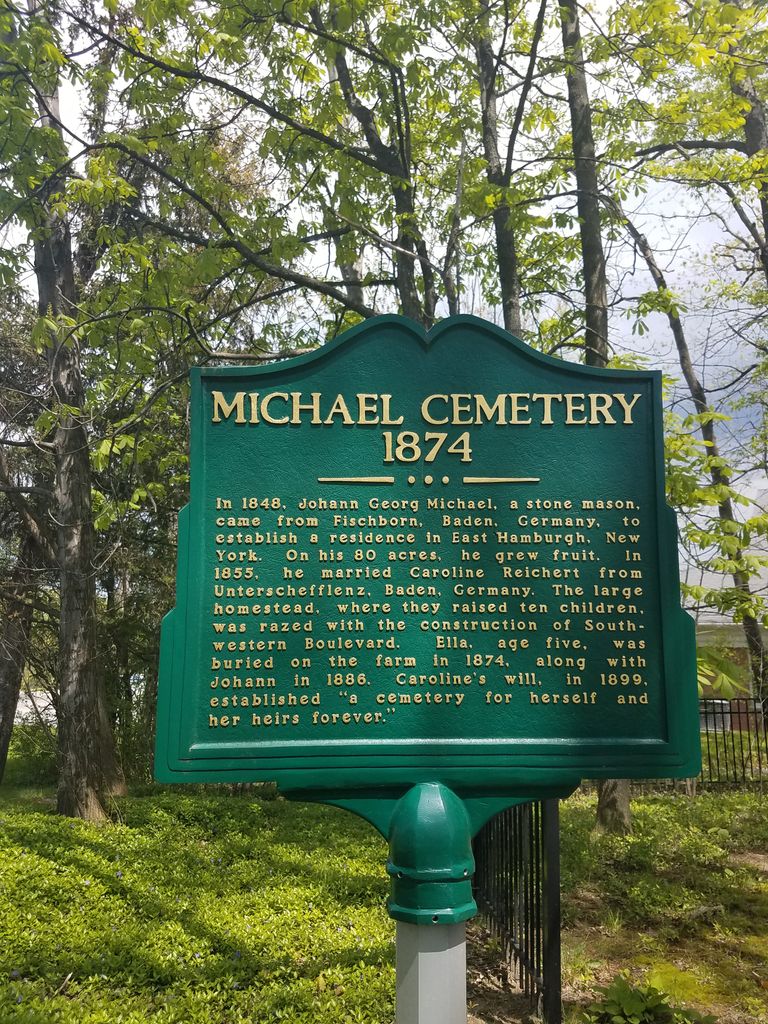 MICHAEL CEMETERY
1874
In 1848, Johann Georg Michael, a stone mason,
came from Fischborn, Baden, Germany, to
establish a residence in East Hamburgh, New
York. On his 80 acres, he grew fruit. In
1855, he married Caroline Reichert from
Unterschefflenz, Baden, Germany. The large
homestead, where they raised ten children,
was razed with the construction of South-
western Boulevard. Ella, age five, was
buried on the farm in 1874, along with
Johann in 1886. Caroline's will, in 1899,
established "a cemetery for herself and
her heirs forever."